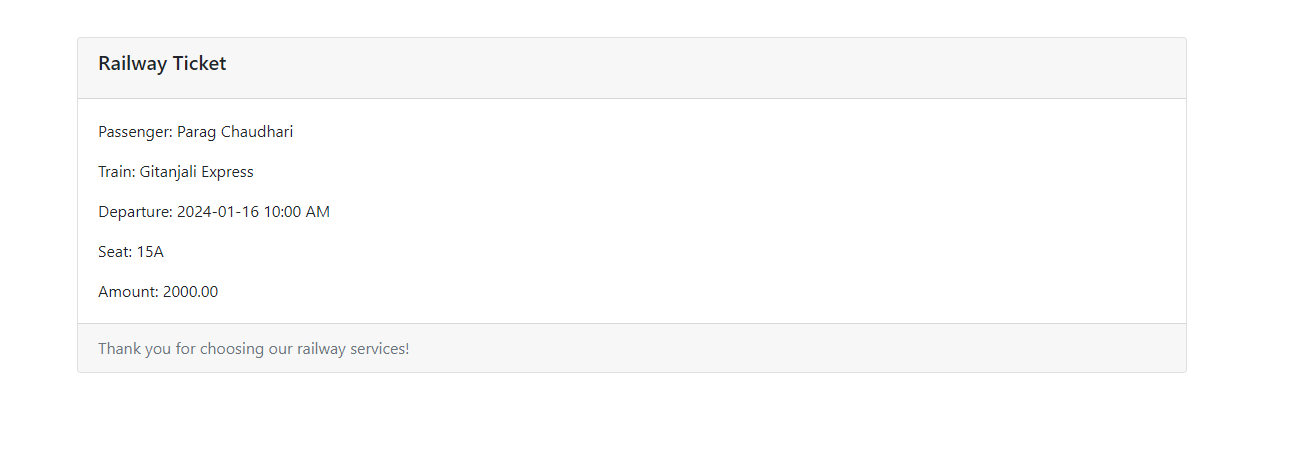 Railway Ticket
Passenger: Parag Chaudhari
Train: Gitanjali Express
Departure: 2024-01-16 10:00 AM
Seat: 15A
Amount: 2000.00
Thank you for choosing our railway services!